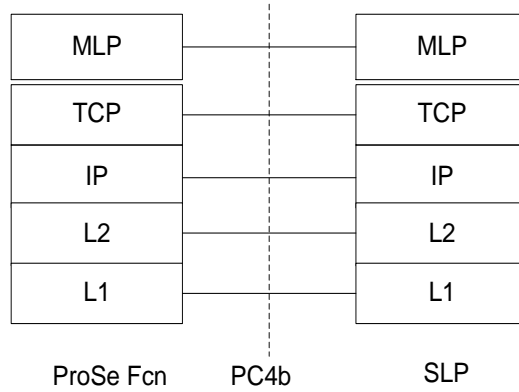 MLP MLP
TCP TCP
IP IP
L2 L2
L1 L1
ProSe Fcn PC4b SLP